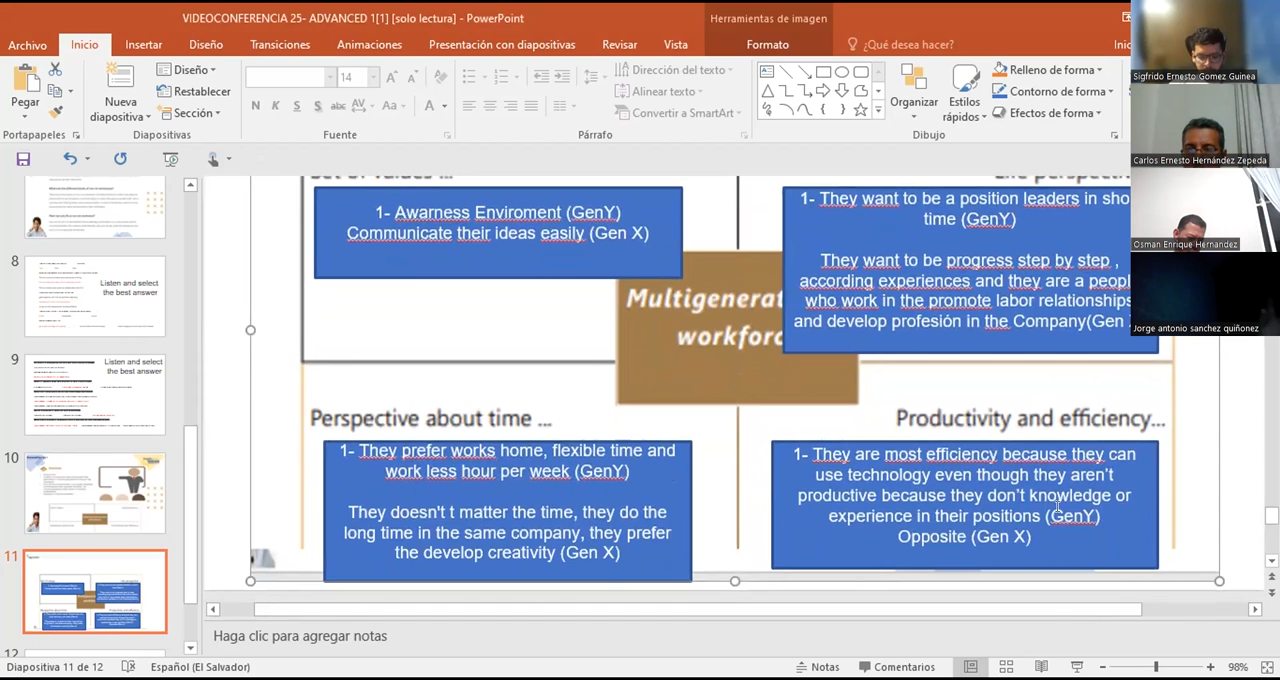 VIDEOCONFERENCIA 25- ADVANCED 1[1] [solo lectura] - PowerPoint
Herramientas de imagen
Archivo
Inicio
Insertar
Diseño
Transiciones
Animaciones
Presentación con diapositivas
Revisar
Vista
Formato
¿Qué desea hacer?
Pegar
Portapapeles
Nueva
diapositiva
Diseño
Restablecer
Sección
Diapositivas
14
N K S S abc AV Aa A
Fuente
Dirección del texto
Alinear texto
Convertir a SmartArt
Párrafo
Organizar
Estilos
rápidos
Relleno de forma
Contorno de forma
Efectos de forma
Dibujo
Sigfrido Ernesto Gomez Guinea
Carlos Ernesto Hernández Zepeda
Osman Enrique Hernandez
Jorge antonio sanchez quiñonez
8
Listen and select
the best answer
9
Listen and select
the best answer
10
11
12
1- Awarness Enviroment (GenY)
Communicate their ideas easily (Gen X)
1- They want to be a position leaders in sho
time (GenY)
They want to be progress step by step ,
according experiences and they are a peopl
who work in the promote labor relationships
and develop profesión in the Company(Gen
Multigenerat
workforc
Perspective about time ...
1- They prefer works home, flexible time and
work less hour per week (GenY)
They doesn't t matter the time, they do the
long time in the same company, they prefer
the develop creativity (Gen X)
Productivity and efficiency...
1- They are most efficiency because they can
use technology even though they aren't
productive because they don't knowledge or
experience in their positions (GenY)
Opposite (Gen X)
Haga clic para agregar notas
Diapositiva 11 de 12
Español (El Salvador)
Notas
Comentarios
98%